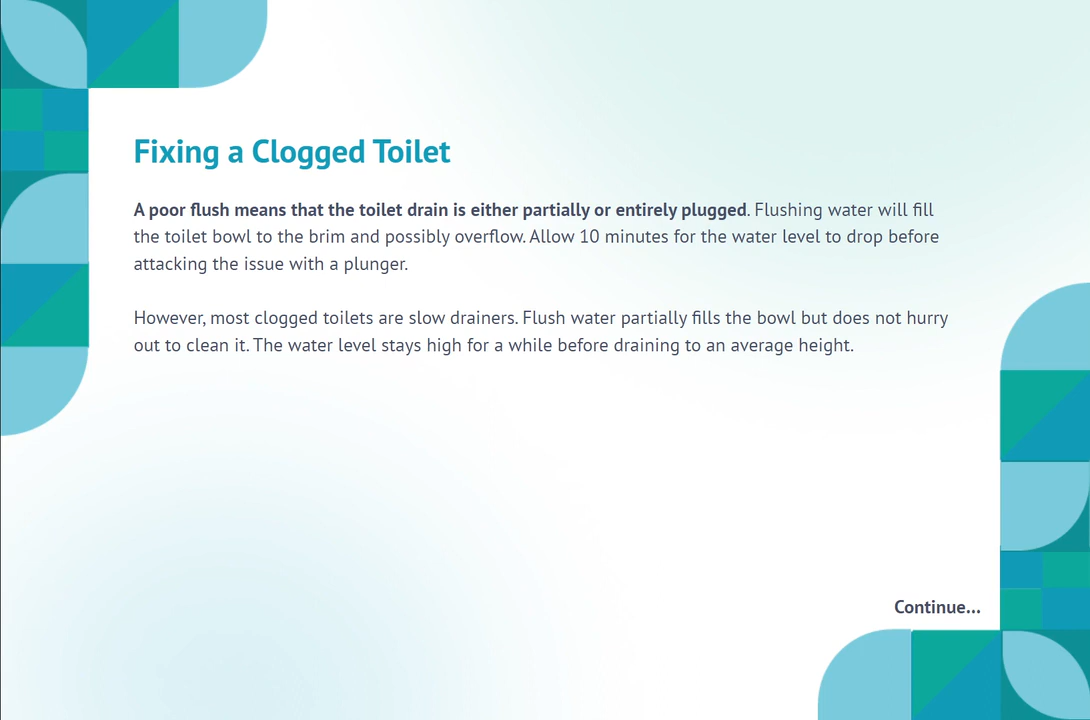 Fixing a Clogged Toilet
A poor flush means that the toilet drain is either partially or entirely plugged. Flushing water will fill
the toilet bowl to the brim and possibly overflow. Allow 10 minutes for the water level to drop before
attacking the issue with a plunger.
However, most clogged toilets are slow drainers. Flush water partially fills the bowl but does not hurry
out to clean it. The water level stays high for a while before draining to an average height.
Continue...